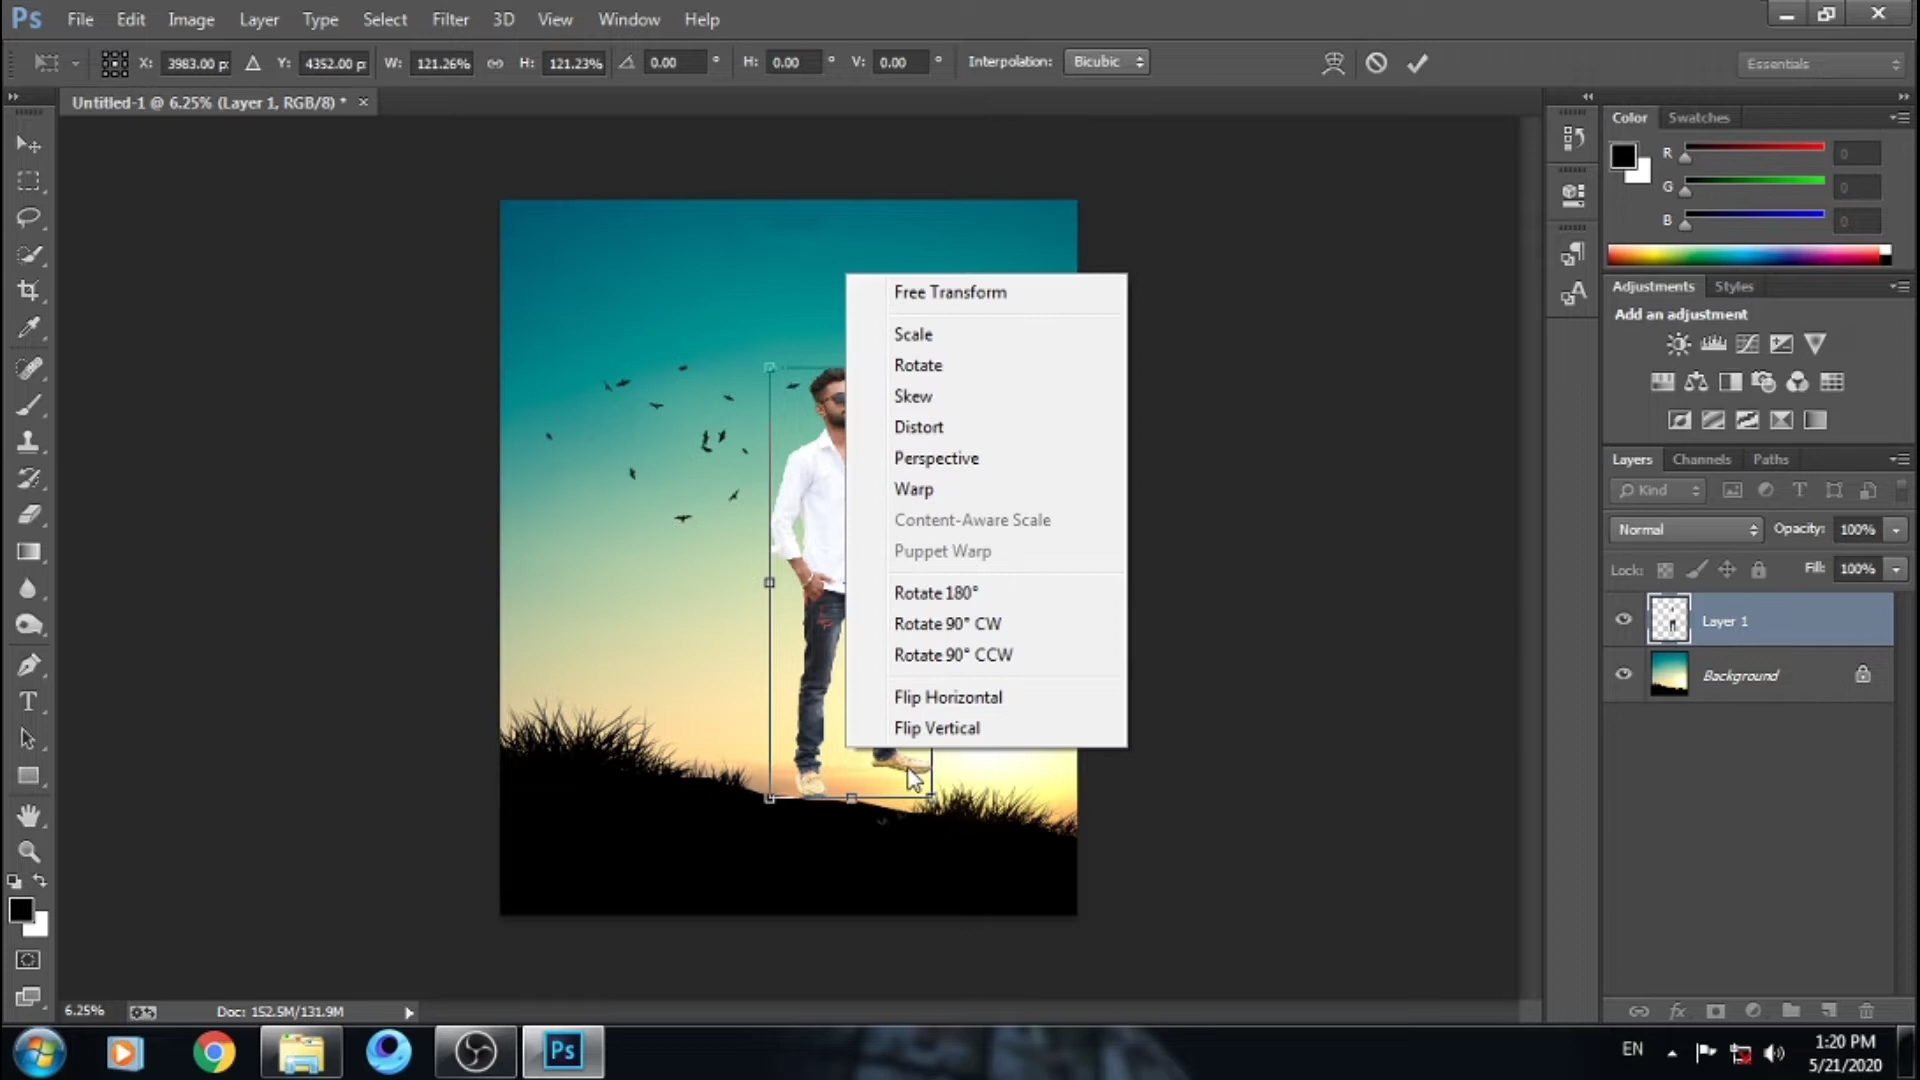 Ps File Edit Image Layer Type Select Filter 3D View Window Help
X: 3983.00 p Y: 4352.00 p W: 121.26% H: 121.23% 0.00 ° H: 0.00 ° V: 0.00 ° Interpolation: Bicubic Essentials
Untitled-1 @ 6.25% (Layer 1, RGB/8) * ×
Color Swatches
R 0
G 0
B 0
Adjustments Styles
Add an adjustment
Free Transform
Scale
Rotate
Skew
Distort
Perspective
Warp
Content-Aware Scale
Puppet Warp
Rotate 180°
Rotate 90° CW
Rotate 90° CCW
Flip Horizontal
Flip Vertical
Layers Channels Paths
Kind
Normal Opacity: 100%
Lock: Fill: 100%
Layer 1
Background
6.25% Doc: 152.5M/131.9M
fx
Ps
EN
1:20 PM
5/21/2020